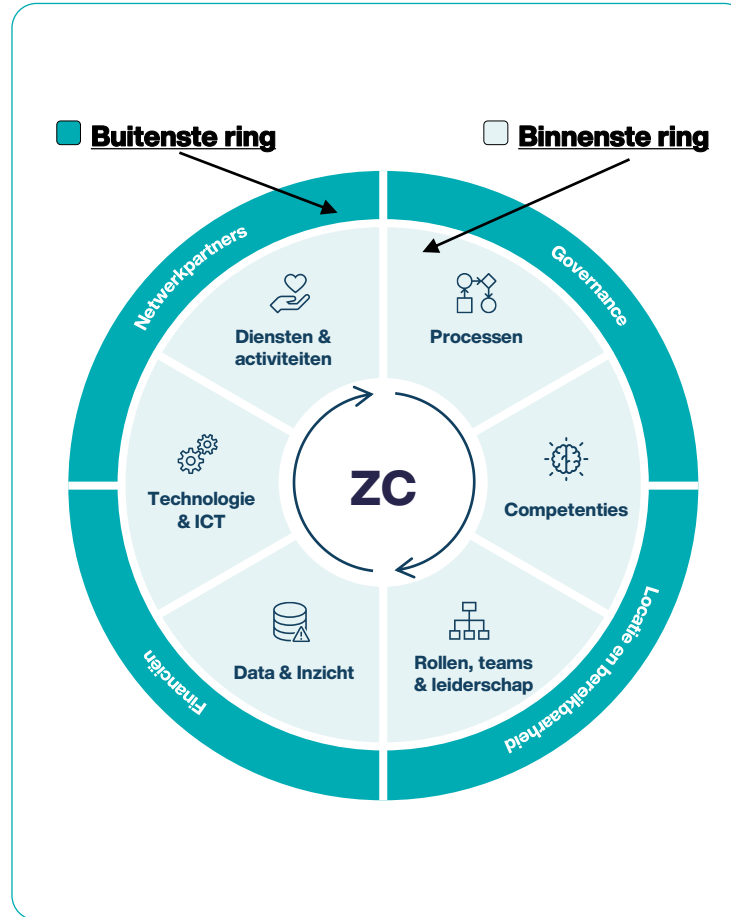 Buitenste ring
Binnenste ring
Netwerkpartners
Governance
Diensten &
activiteiten
Processen
Technologie
& ICT
ZC
Competenties
Data & Inzicht
Rollen, teams
& leiderschap
Financiën
Locatie en bereikbaarheid